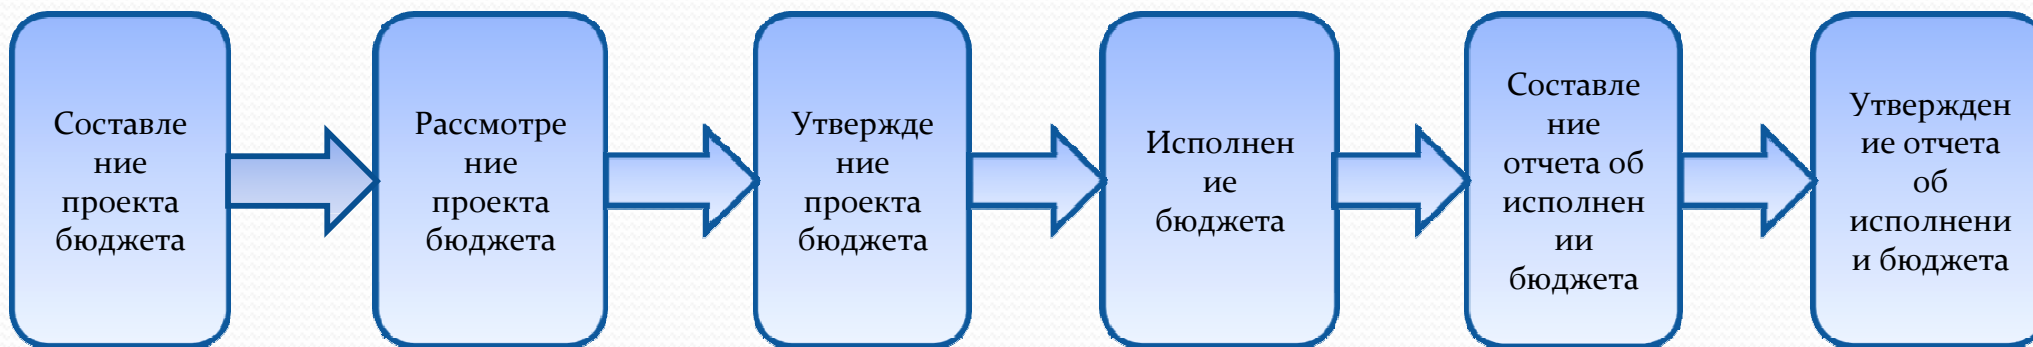 Составле
ние
проекта
бюджета
Рассмотре
ние
проекта
бюджета
Утвержде
ние
проекта
бюджета
Исполнен
ие
бюджета
Составле
ние
отчета об
исполнен
ии
бюджета
Утвержден
ие отчета
об
исполнени
и бюджета